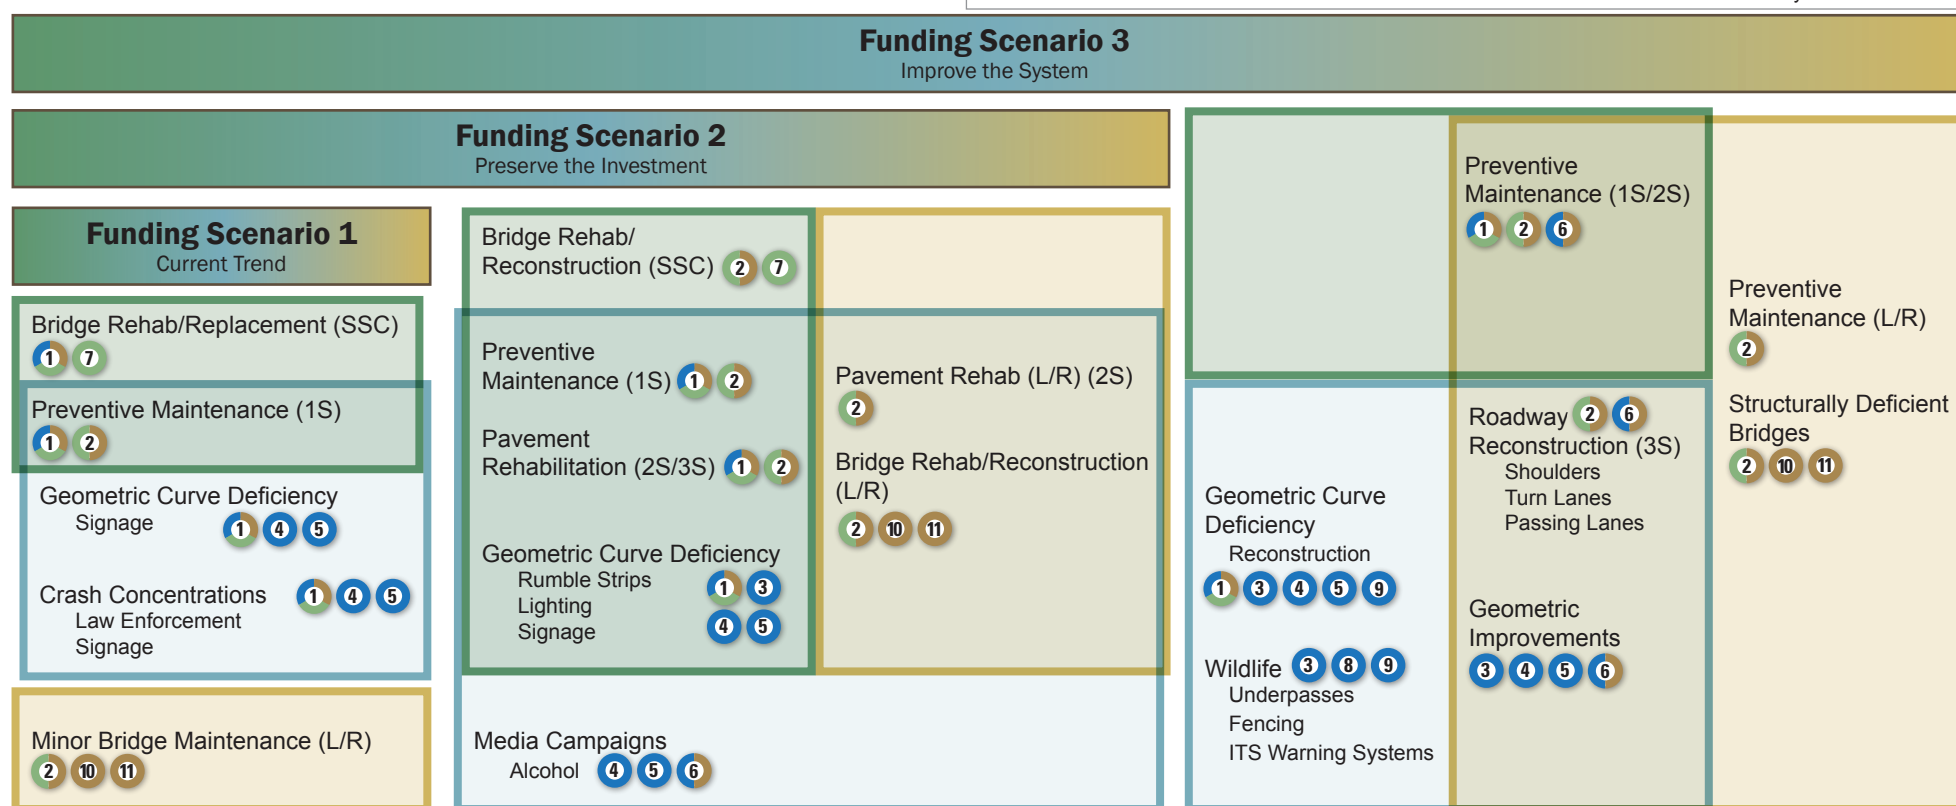 Funding Scenario 3
Improve the System
Funding Scenario 2
Preserve the Investment
Funding Scenario 1
Current Trend
Bridge Rehab/Replacement (SSC)
1 7
Preventive Maintenance (1S)
1 2
Geometric Curve Deficiency
Signage 1 4 5
Crash Concentrations 1 4 5
Law Enforcement
Signage
Minor Bridge Maintenance (L/R)
2 10 11
Bridge Rehab/
Reconstruction (SSC) 2 7
Preventive
Maintenance (1S) 1 2
Pavement
Rehabilitation (2S/3S) 1 2
Geometric Curve Deficiency
Rumble Strips 1 3
Lighting
Signage 4 5
Pavement Rehab (L/R) (2S)
2
Bridge Rehab/Reconstruction
(L/R)
2 10 11
Media Campaigns
Alcohol 4 5 6
Preventive
Maintenance (1S/2S)
1 2 6
Geometric Curve
Deficiency
Reconstruction
1 3 4 5 9
Wildlife 3 8 9
Underpasses
Fencing
ITS Warning Systems
Roadway 2 6
Reconstruction (3S)
Shoulders
Turn Lanes
Passing Lanes
Geometric
Improvements
3 4 5 6
Preventive
Maintenance (L/R)
2
Structurally Deficient
Bridges
2 10 11